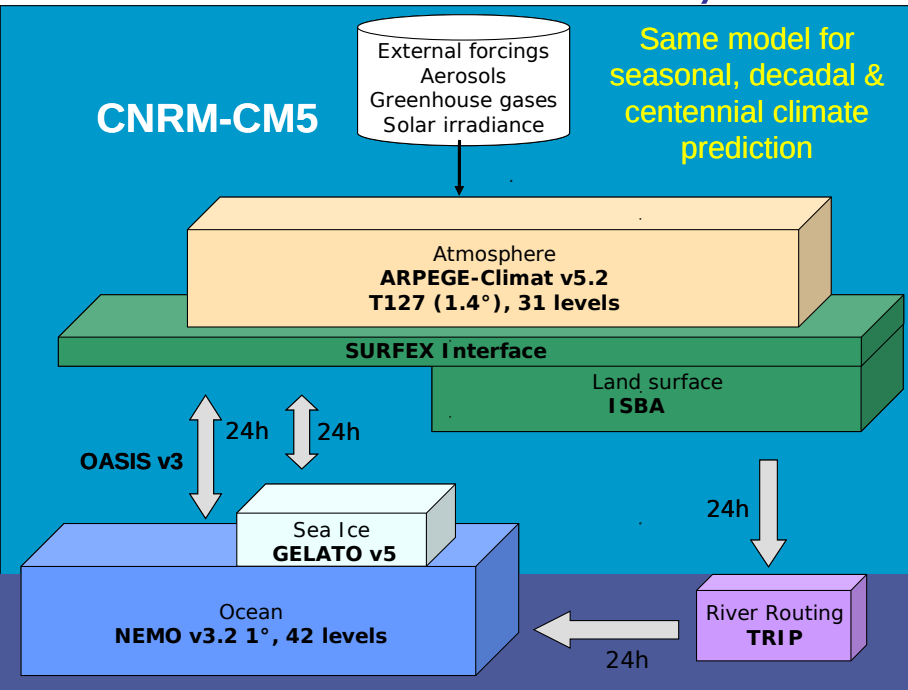 External forcings
Aerosols
Greenhouse gases
Solar irradiance
CNRM-CM5
Same model for
seasonal, decadal &
centennial climate
prediction
Atmosphere
ARPEGE-Climat v5.2
T127 (1.4°), 31 levels
SURFEX Interface
Land surface
ISBA
24h
24h
OASIS v3
24h
Sea Ice
GELATO v5
Ocean
NEMO v3.2 1°, 42 levels
River Routing
TRIP
24h